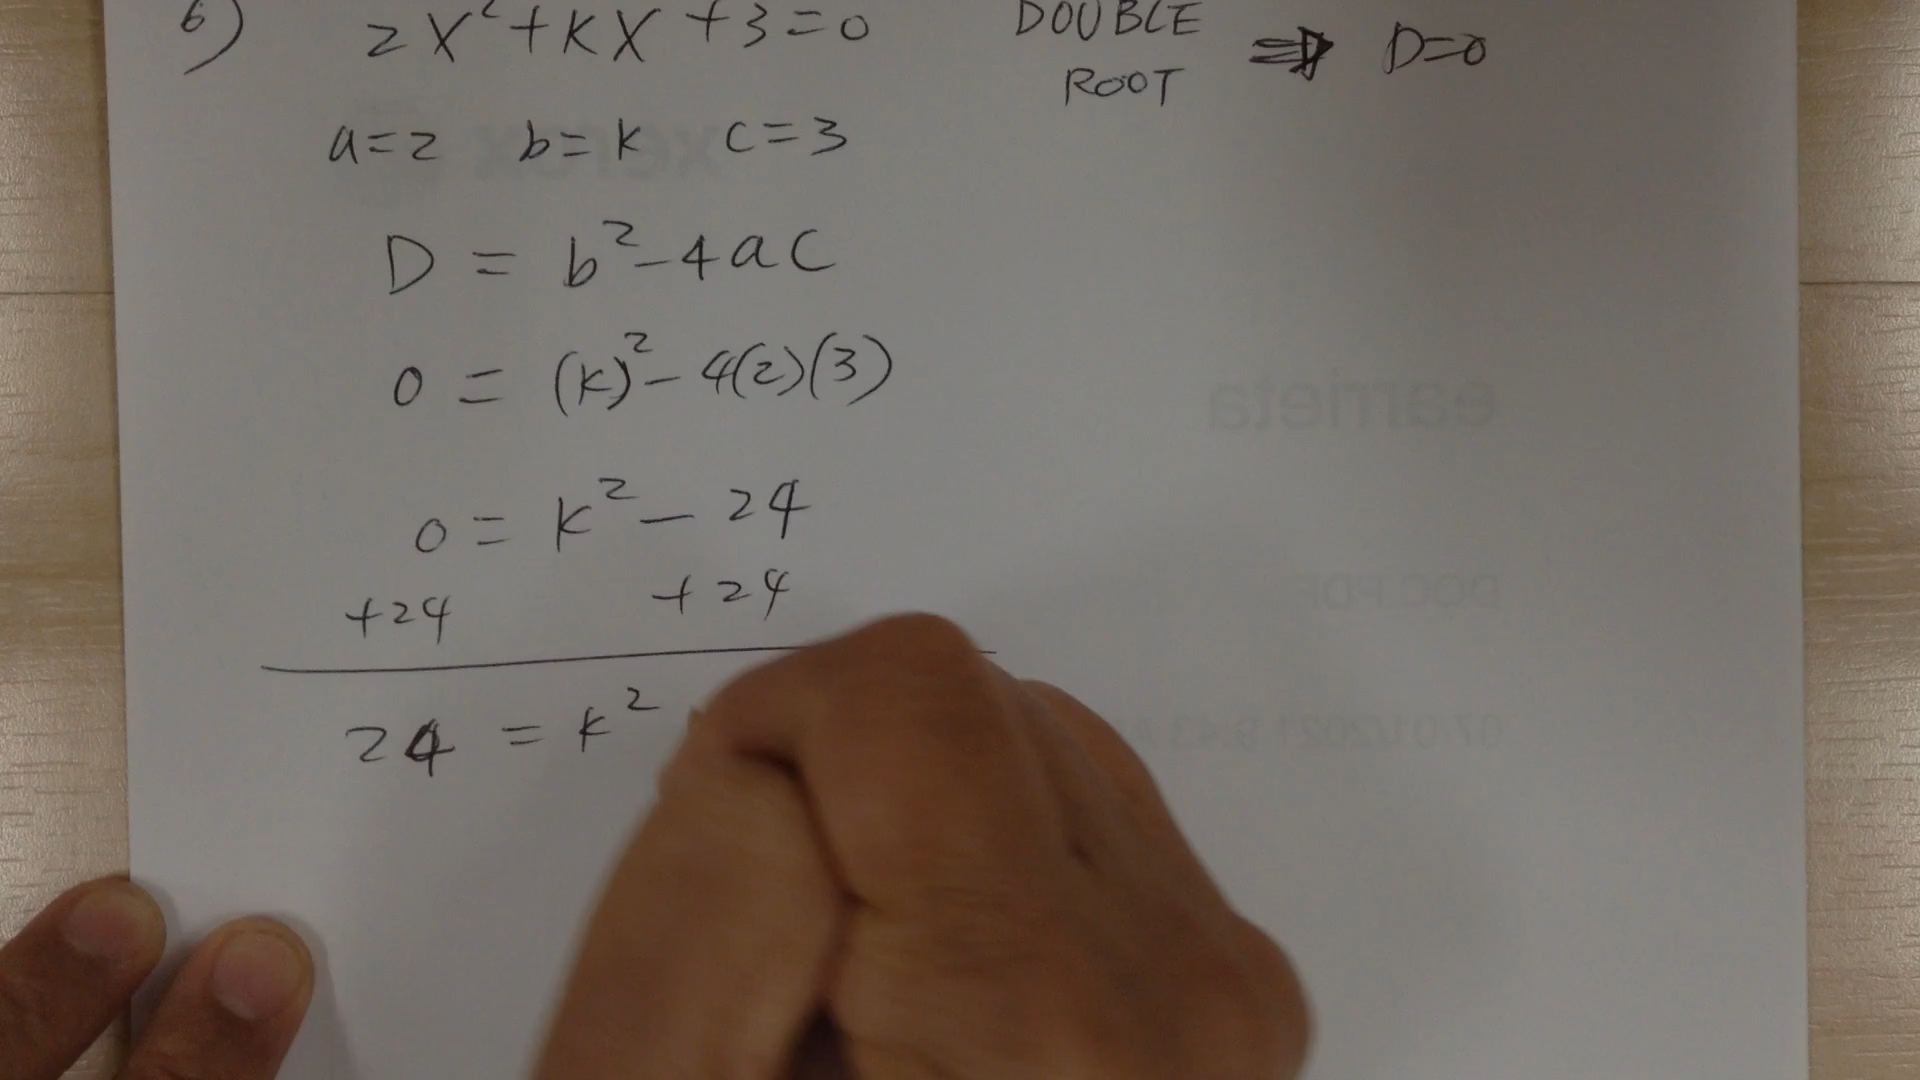 6) 2x²+kx+3=0 DOUBLE ROOT ⇒ D=0
a=2 b=k c=3
D = b²-4ac
0 = (k)²-4(2)(3)
0 = k²-24
+24 +24
24 = k²